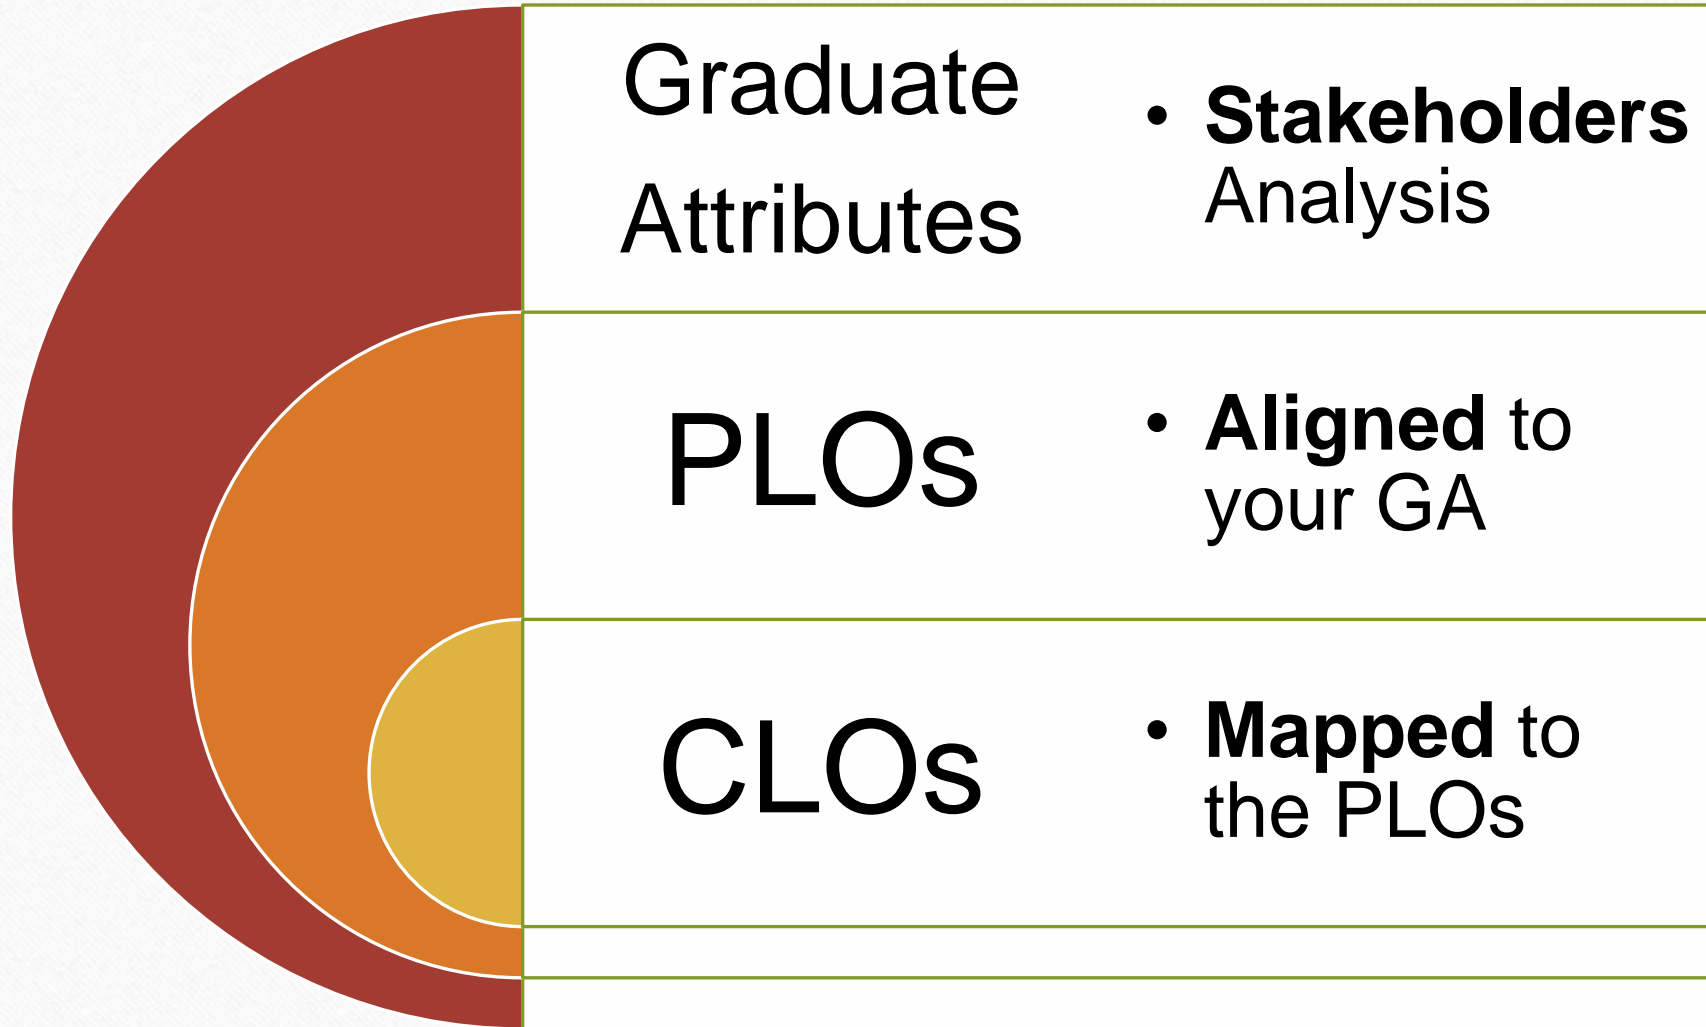 Graduate
Attributes
• Stakeholders
Analysis
PLOs
• Aligned to
your GA
CLOs
• Mapped to
the PLOs